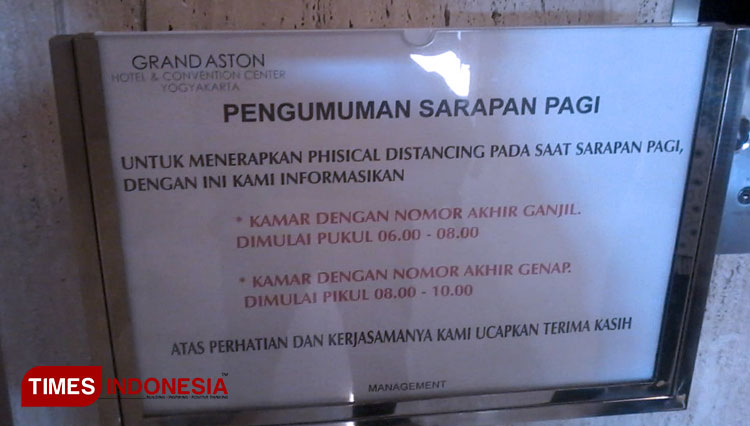 GRAND ASTON
HOTEL & CONVENTION CENTER
YOGYAKARTA
PENGUMUMAN SARAPAN PAGI
UNTUK MENERAPKAN PHISICAL DISTANCING PADA SAAT SARAPAN PAGI,
DENGAN INI KAMI INFORMASIKAN
* KAMAR DENGAN NOMOR AKHIR GANJIL.
DIMULAI PUKUL 06.00 - 08.00
* KAMAR DENGAN NOMOR AKHIR GENAP.
DIMULAI PIKUL 08.00 - 10.00
ATAS PERHATIAN DAN KERJASAMANYA KAMI UCAPKAN TERIMA KASIH
MANAGEMENT
TIMES INDONESIA™